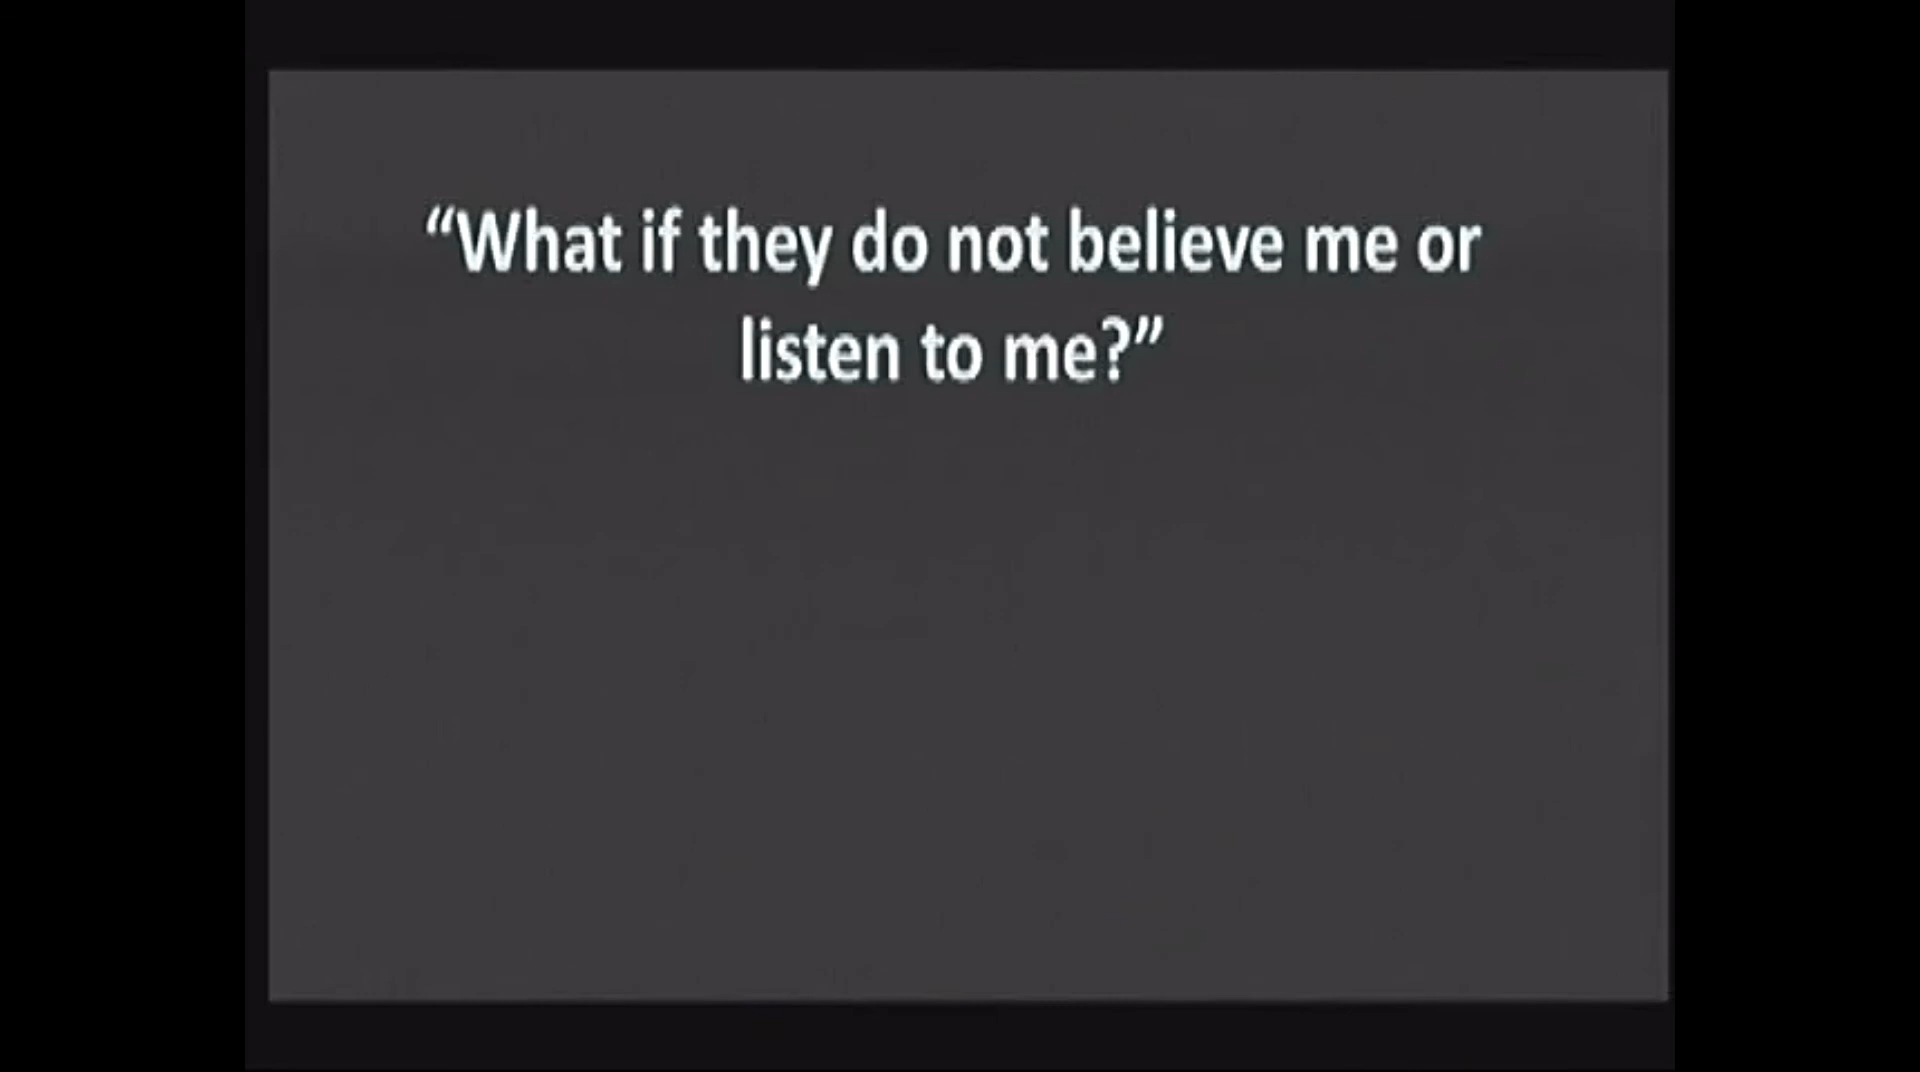 “What if they do not believe me or
listen to me?”